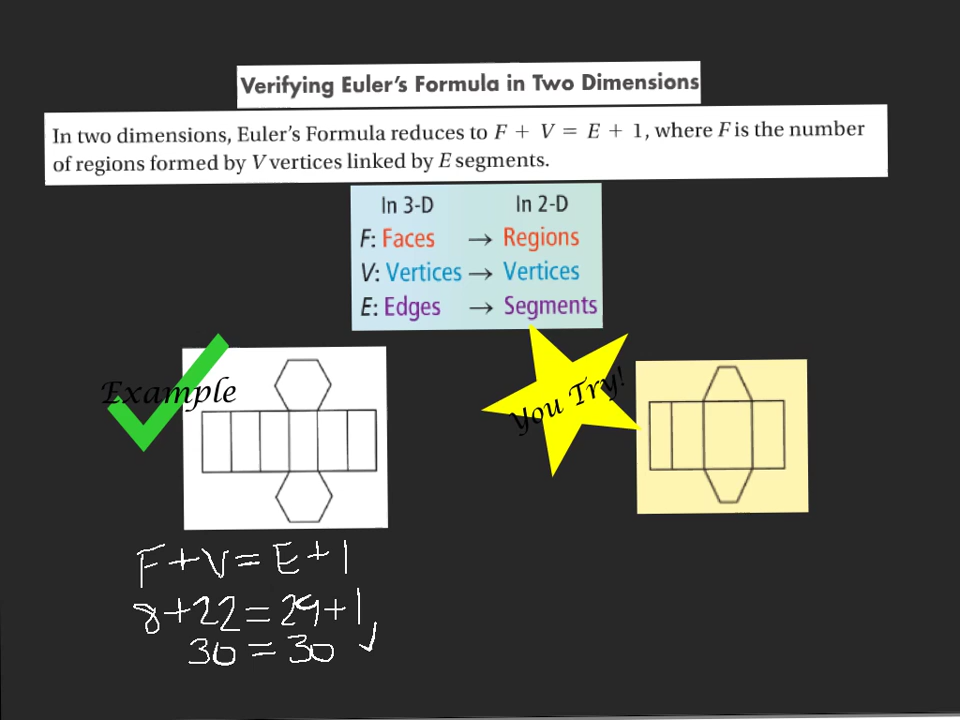 Verifying Euler's Formula in Two Dimensions
In two dimensions, Euler's Formula reduces to F + V = E + 1, where F is the number
of regions formed by V vertices linked by E segments.
In 3-D In 2-D
F: Faces → Regions
V: Vertices → Vertices
E: Edges → Segments
Example
You Try!
F+V=E+1
8+22=29+1
30=30 ✓